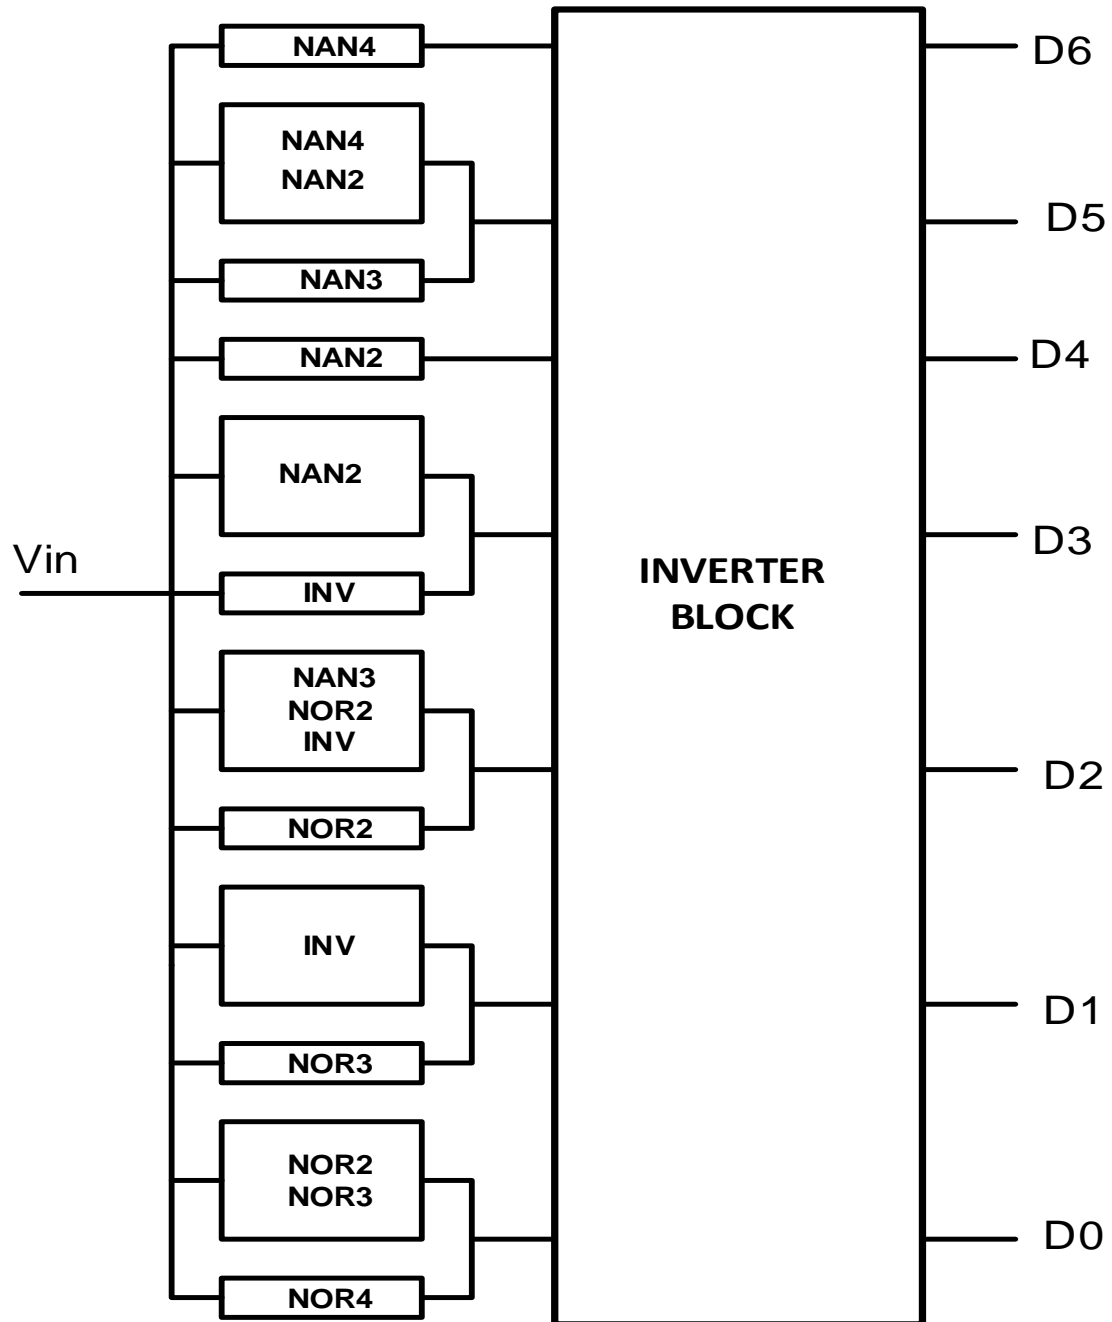 NAN4
D6
NAN4
NAN2
D5
NAN3
NAN2
D4
NAN2
D3
Vin
INV
INVERTER
BLOCK
NAN3
NOR2
INV
D2
NOR2
INV
D1
NOR3
NOR2
NOR3
D0
NOR4